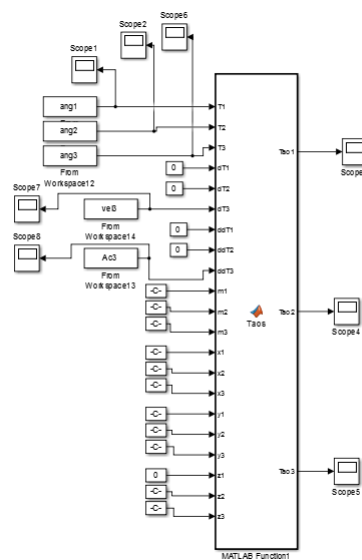 Scope6
Scope2
Scope1
ang1
T1
ang2
T2
Tao1
ang3
T3
From
Workspace12
Scope
0
dT1
Scope7
0
dT2
vel3
dT3
From
Workspace14
0
ddT1
Scope8
0
ddT2
Ac3
ddT3
From
Workspace13
-C-
m1
-C-
m2
Taos
Tao2
-C-
m3
Scope4
-C-
x1
-C-
x2
-C-
x3
-C-
y1
-C-
y2
-C-
y3
0
z1
Tao3
-C-
z2
Scope5
-C-
z3
MATLAB Function1